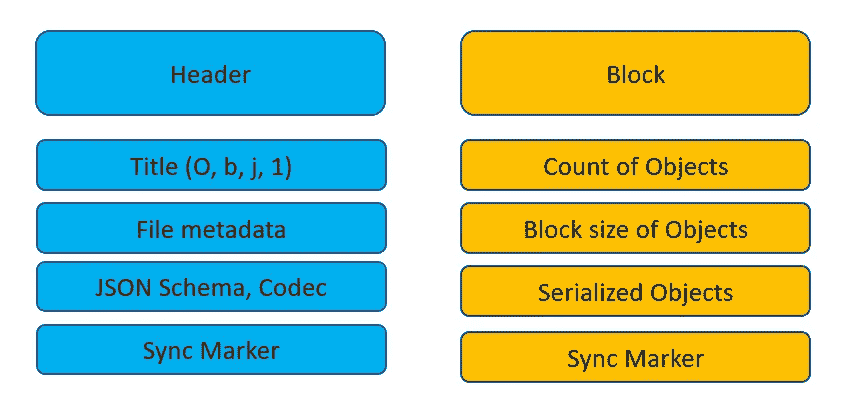 Header
Title (O, b, j, 1)
File metadata
JSON Schema, Codec
Sync Marker
Block
Count of Objects
Block size of Objects
Serialized Objects
Sync Marker